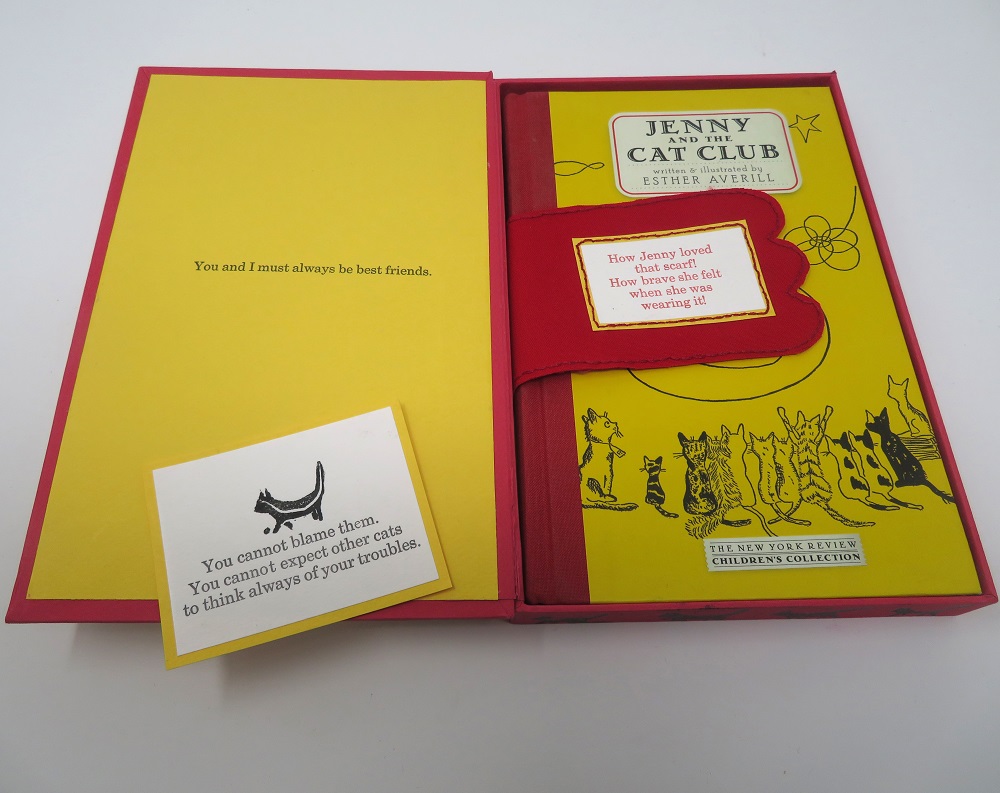 You and I must always be best friends.
You cannot blame them.
You cannot expect other cats
to think always of your troubles.
JENNY
AND THE
CAT CLUB
written & illustrated by
ESTHER AVERILL
How Jenny loved
that scarf!
How brave she felt
when she was
wearing it!
THE NEW YORK REVIEW
CHILDREN'S COLLECTION